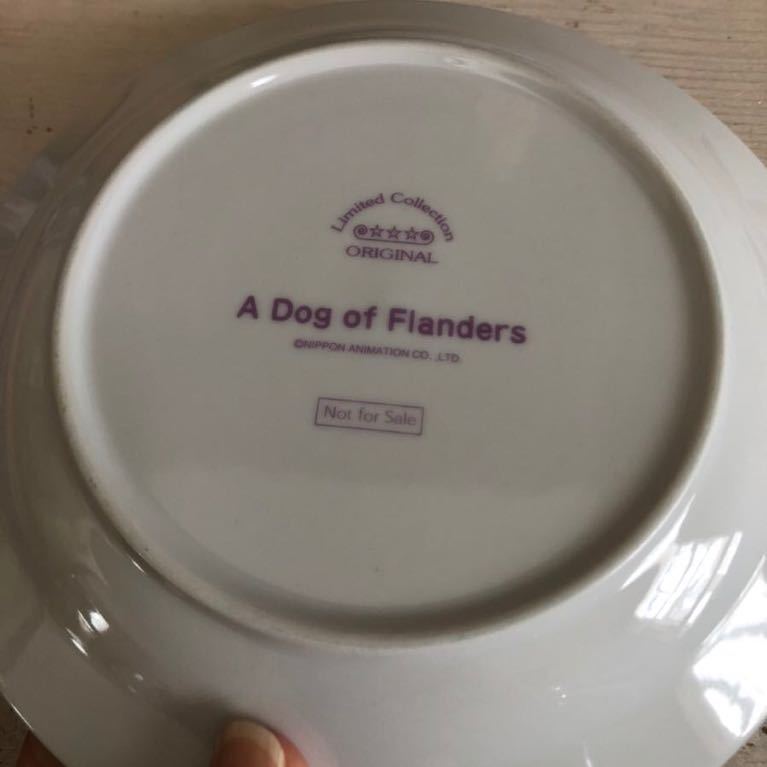 Limited Collection
ORIGINAL
A Dog of Flanders
©NIPPON ANIMATION CO. ,LTD.
Not for Sale